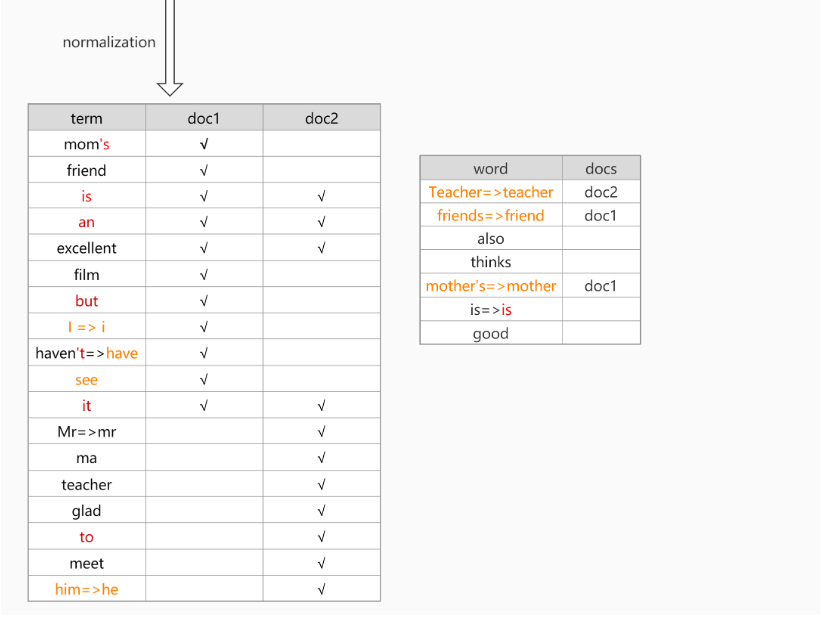 normalization
term doc1 doc2
mom's √
friend √
is √ √
an √ √
excellent √ √
film √
but √
I => i √
haven't=>have √
see √
it √ √
Mr=>mr √
ma √
teacher √
glad √
to √
meet √
him=>he √
word docs
Teacher=>teacher doc2
friends=>friend doc1
also
thinks
mother's=>mother doc1
is=>is
good